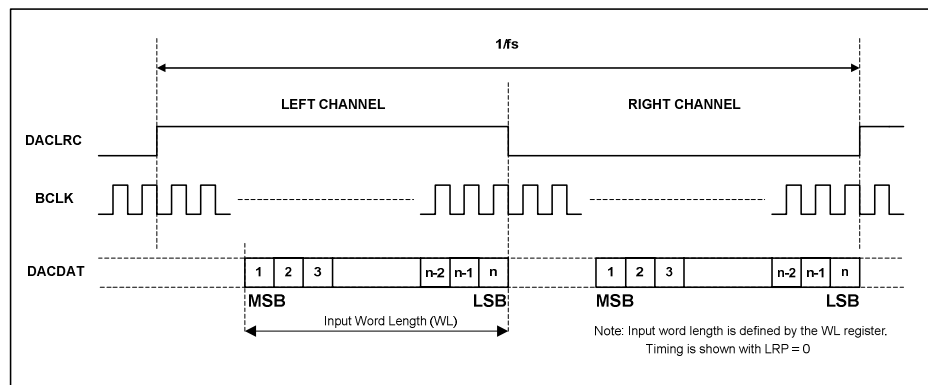 1/fs
LEFT CHANNEL RIGHT CHANNEL
DACLRC
BCLK
DACDAT 1 2 3 n-2 n-1 n 1 2 3 n-2 n-1 n
MSB LSB MSB LSB
Input Word Length (WL)
Note: Input word length is defined by the WL register.
Timing is shown with LRP = 0